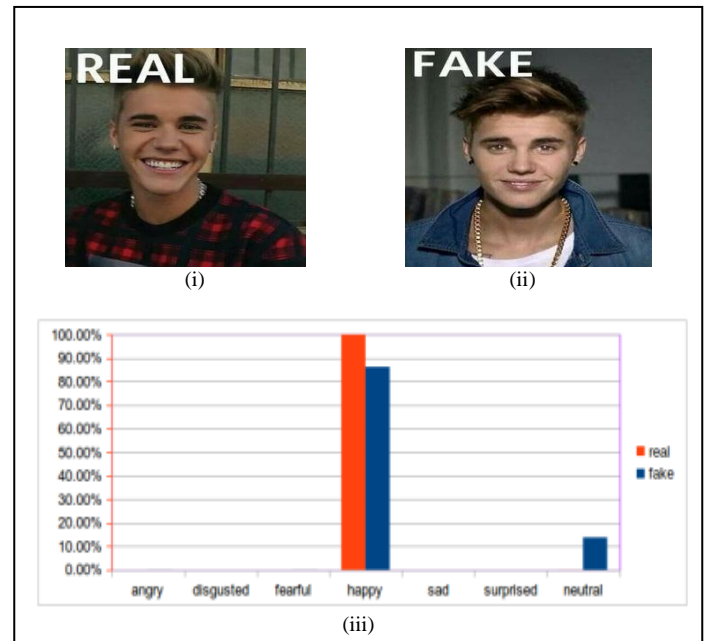 REAL
FAKE
(i)
(ii)
100.00%
90.00%
80.00%
70.00%
60.00%
50.00%
40.00%
30.00%
20.00%
10.00%
0.00%
angry disgusted fearful happy sad surprised neutral
real
fake
(iii)